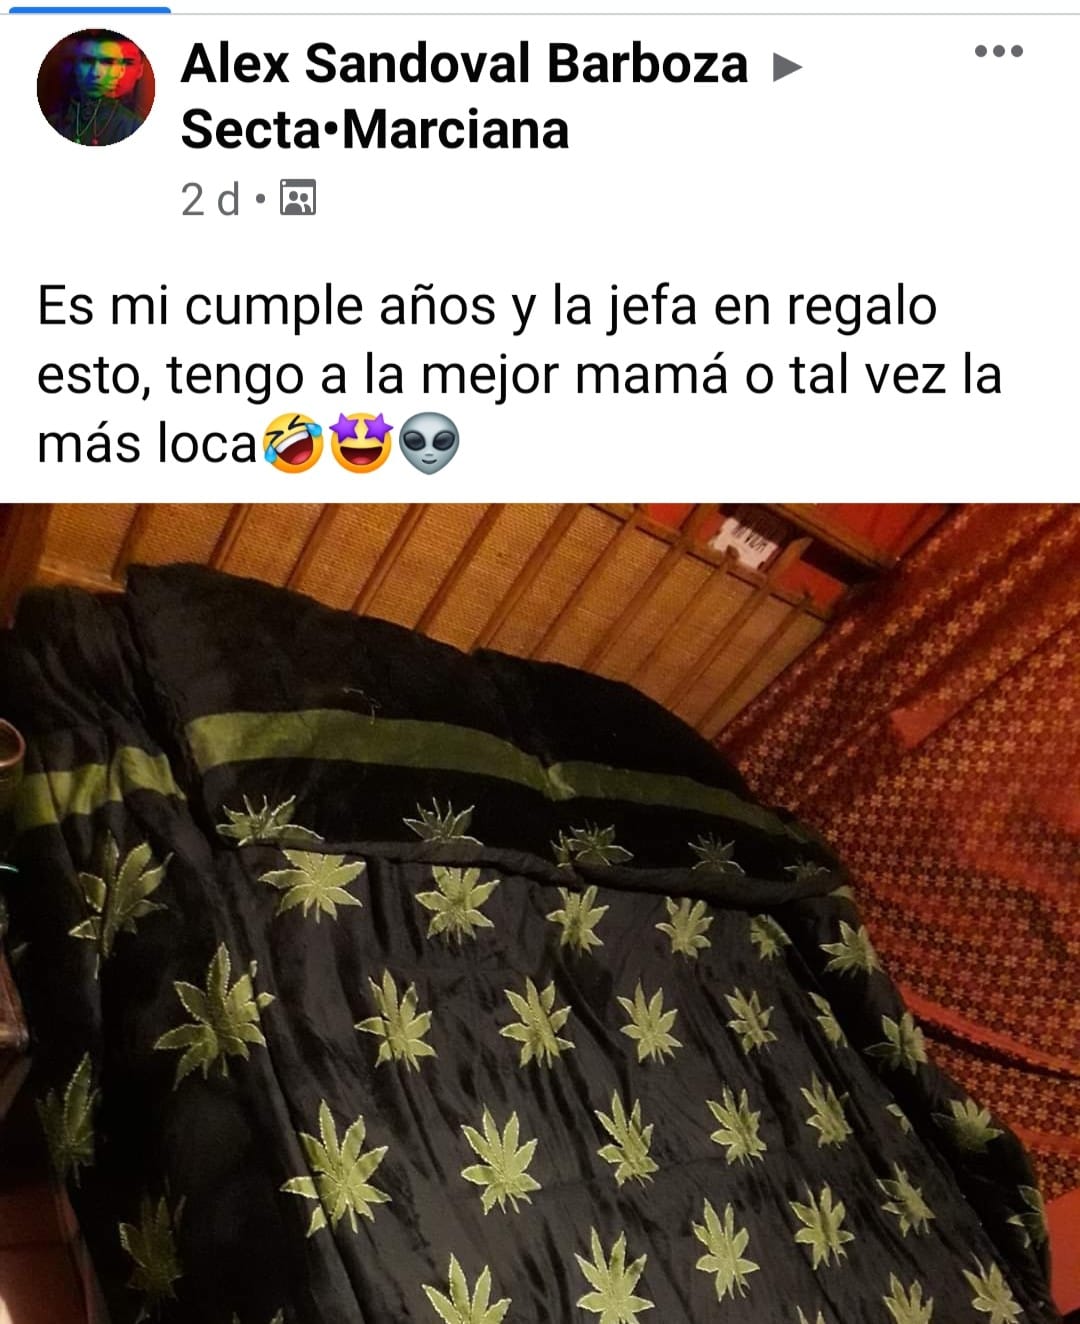 Alex Sandoval Barboza ▶
Secta•Marciana
2 d •
Es mi cumple años y la jefa en regalo
esto, tengo a la mejor mamá o tal vez la
más loca🤣🤩👽